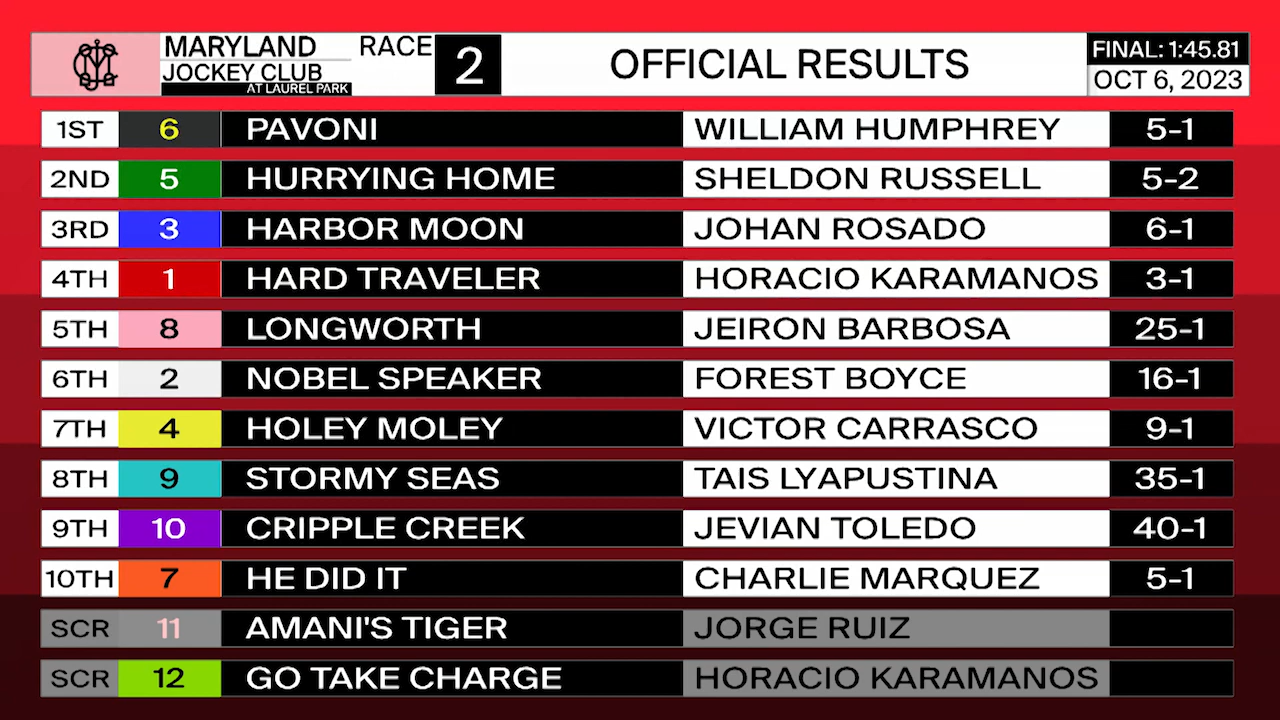 MARYLAND
JOCKEY CLUB
AT LAUREL PARK
RACE 2
OFFICIAL RESULTS
FINAL: 1:45.81
OCT 6, 2023
1ST 6 PAVONI WILLIAM HUMPHREY 5-1
2ND 5 HURRYING HOME SHELDON RUSSELL 5-2
3RD 3 HARBOR MOON JOHAN ROSADO 6-1
4TH 1 HARD TRAVELER HORACIO KARAMANOS 3-1
5TH 8 LONGWORTH JEIRON BARBOSA 25-1
6TH 2 NOBEL SPEAKER FOREST BOYCE 16-1
7TH 4 HOLEY MOLEY VICTOR CARRASCO 9-1
8TH 9 STORMY SEAS TAIS LYAPUSTINA 35-1
9TH 10 CRIPPLE CREEK JEVIAN TOLEDO 40-1
10TH 7 HE DID IT CHARLIE MARQUEZ 5-1
SCR 11 AMANI'S TIGER JORGE RUIZ
SCR 12 GO TAKE CHARGE HORACIO KARAMANOS